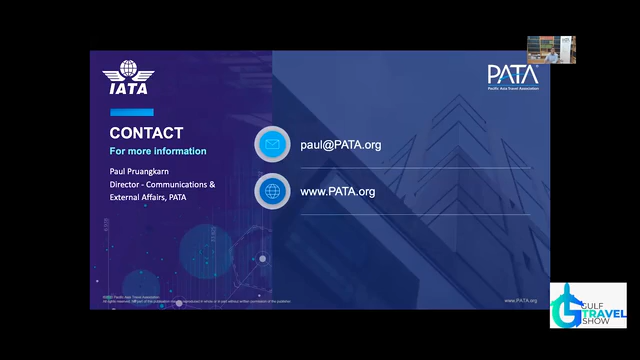 IATA
PATA
Pacific Asia Travel Association
CONTACT
For more information
Paul Pruangkarn
Director - Communications &
External Affairs, PATA
paul@PATA.org
www.PATA.org
www.PATA.org
GULF
TRAVEL
SHOW